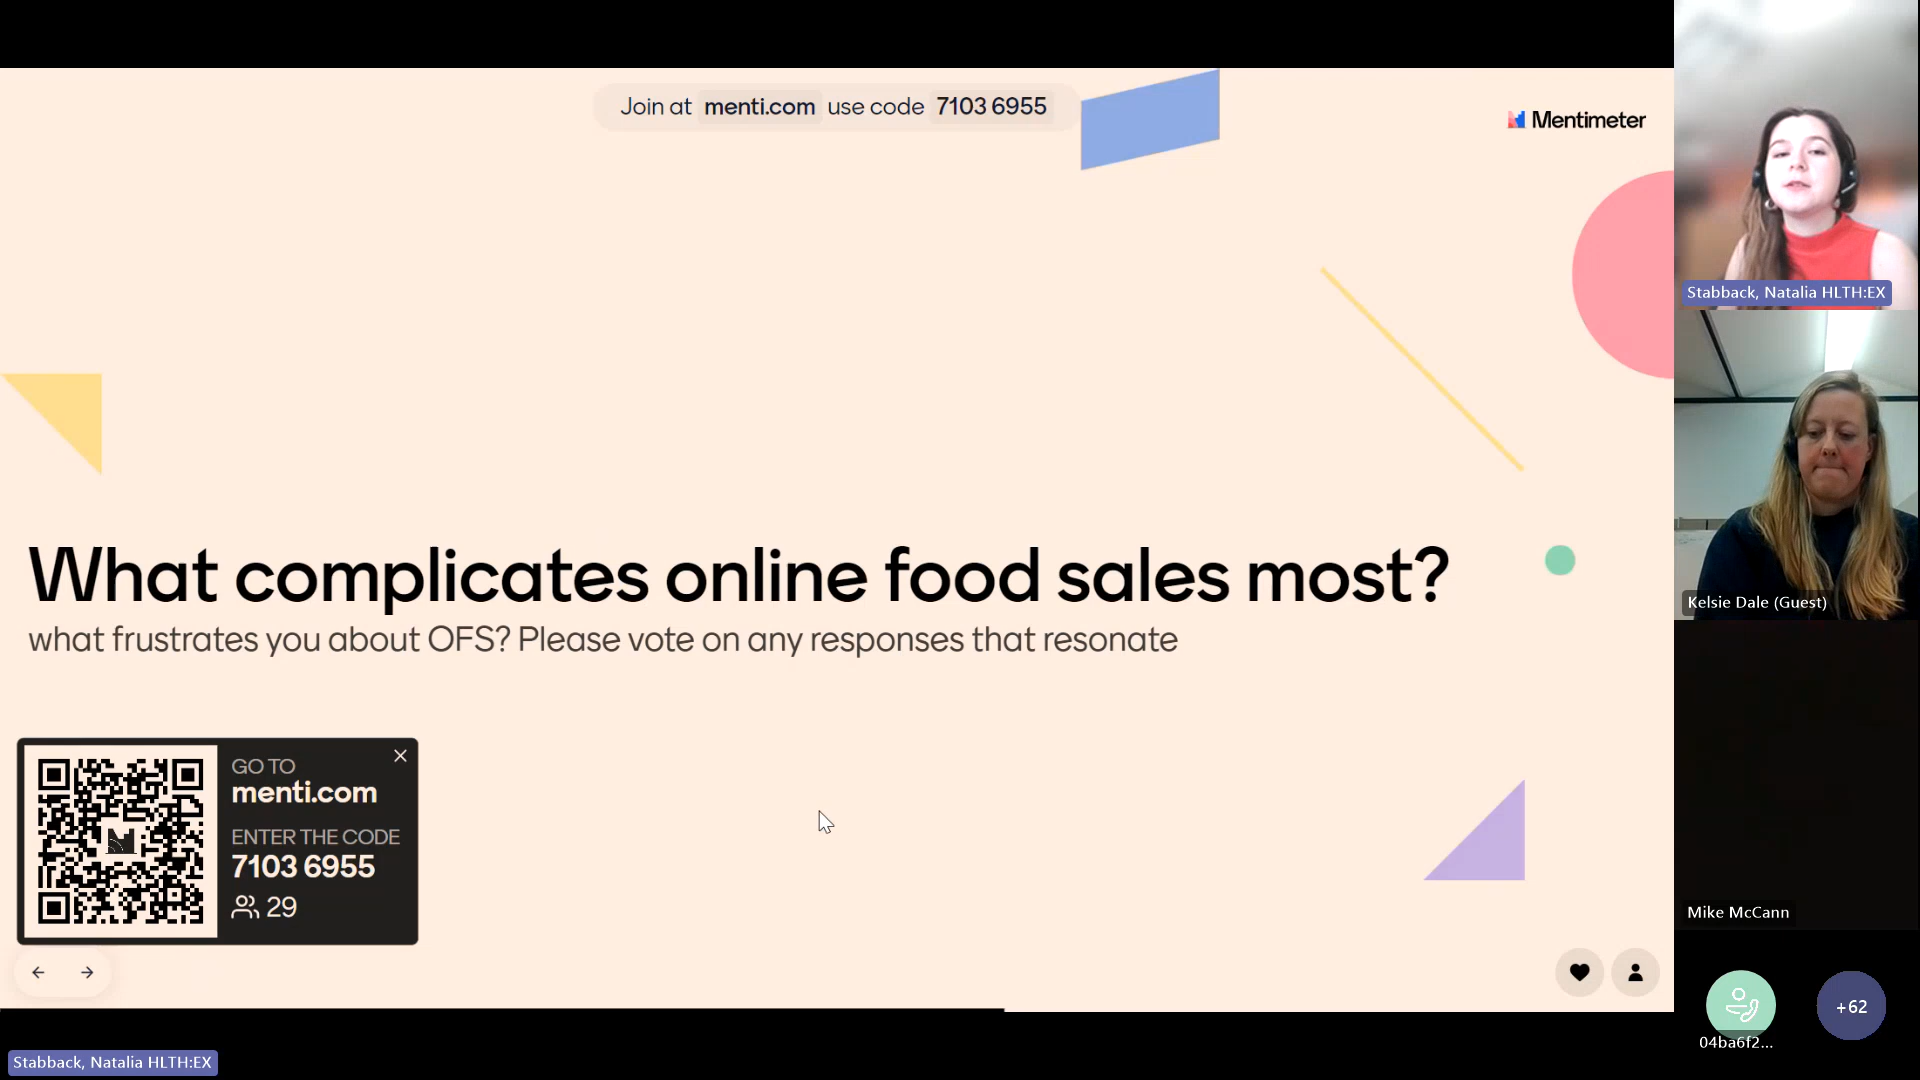 Join at menti.com use code 7103 6955
Mentimeter
What complicates online food sales most?
what frustrates you about OFS? Please vote on any responses that resonate
GO TO
menti.com
ENTER THE CODE
7103 6955
29
Stabback, Natalia HLTH:EX
Stabback, Natalia HLTH:EX
Kelsie Dale (Guest)
Mike McCann
04ba6f2...
+62